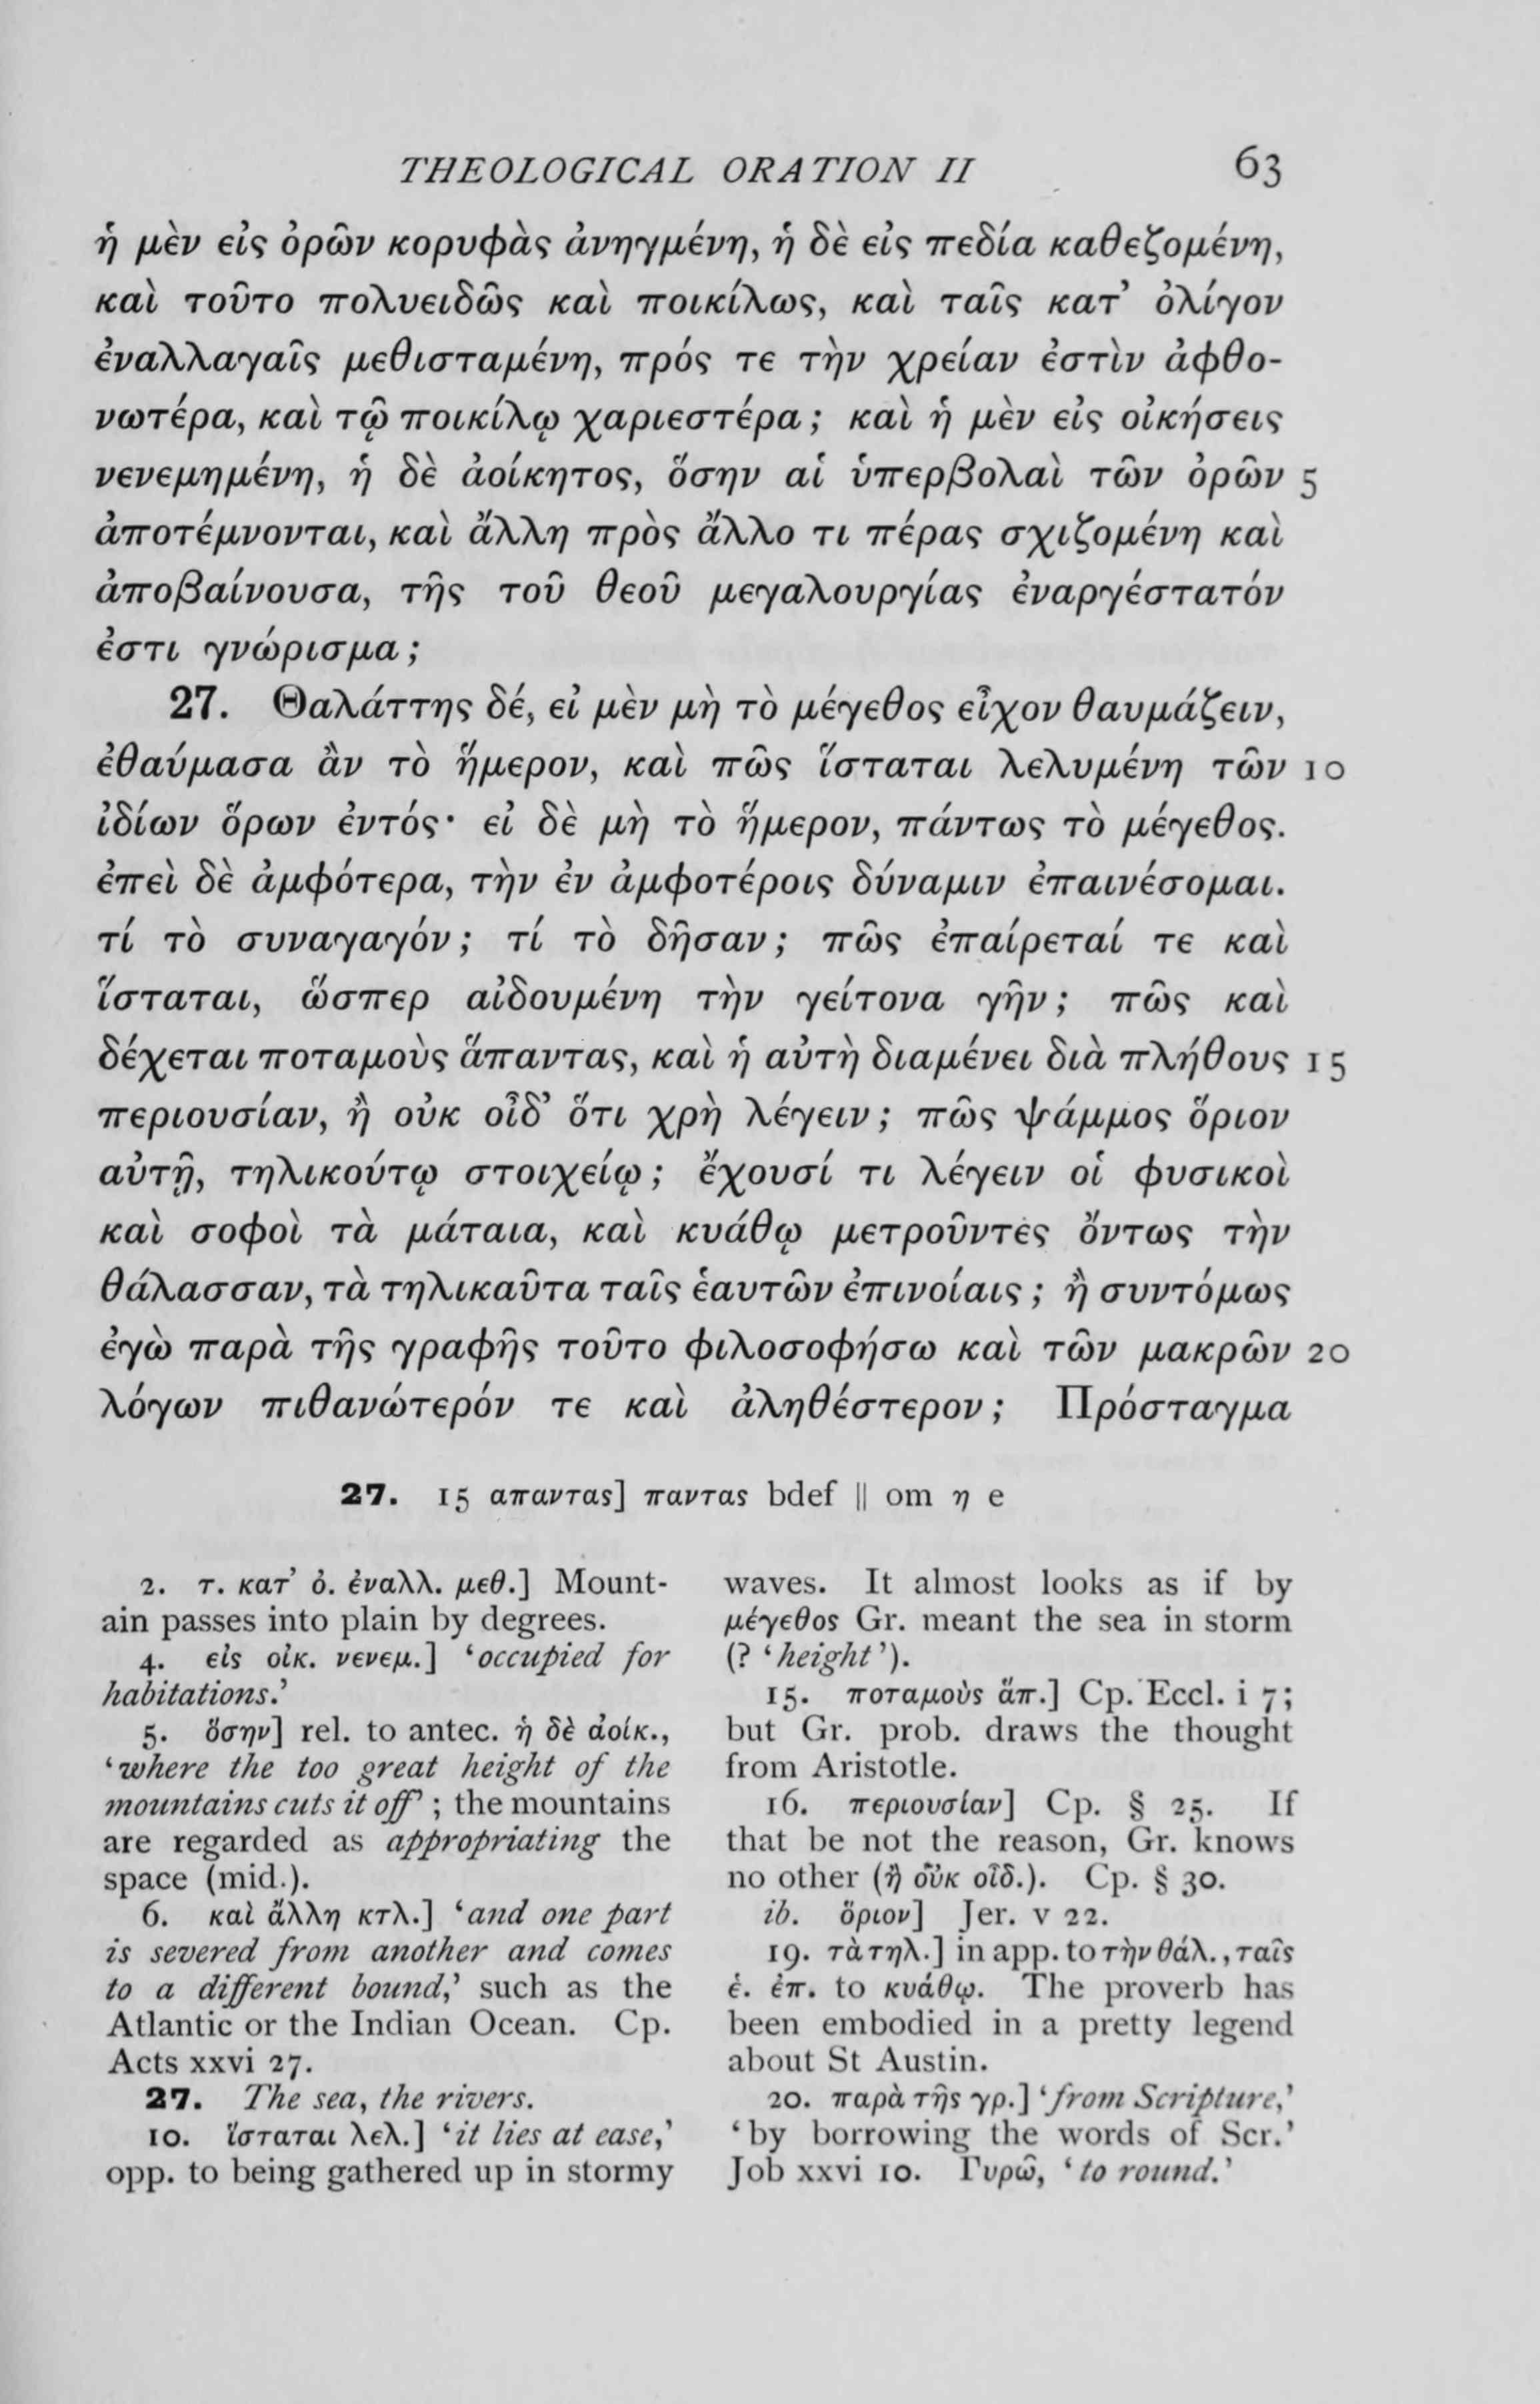 THEOLOGICAL ORATION II 63
ἡ μὲν εἰς ὀρῶν κορυφὰς ἀνηγμένη, ἡ δὲ εἰς πεδία καθεζομένη,
καὶ τοῦτο πολυειδῶς καὶ ποικίλως, καὶ ταῖς κατ’ ὀλίγον
ἐναλλαγαῖς μεθισταμένη, πρός τε τὴν χρείαν ἐστὶν ἀφθο-
νωτέρα, καὶ τῷ ποικίλῳ χαριεστέρα; καὶ ἡ μὲν εἰς οἰκήσεις
νενεμημένη, ἡ δὲ ἀοίκητος, ὅσην αἱ ὑπερβολαὶ τῶν ὀρῶν 5
ἀποτέμνονται, καὶ ἄλλη πρὸς ἄλλο τι πέρας σχιζομένη καὶ
ἀποβαίνουσα, τῆς τοῦ θεοῦ μεγαλουργίας ἐναργέστατόν
ἐστι γνώρισμα;
27. Θαλάττης δέ, εἰ μὲν μὴ τὸ μέγεθος εἶχον θαυμάζειν,
ἐθαύμασα ἂν τὸ ἥμερον, καὶ πῶς ἵσταται λελυμένη τῶν 10
ἰδίων ὅρων ἐντός· εἰ δὲ μὴ τὸ ἥμερον, πάντως τὸ μέγεθος.
ἐπεὶ δὲ ἀμφότερα, τὴν ἐν ἀμφοτέροις δύναμιν ἐπαινέσομαι.
τί τὸ συναγαγόν; τί τὸ δῆσαν; πῶς ἐπαίρεταί τε καὶ
ἵσταται, ὥσπερ αἰδουμένη τὴν γείτονα γῆν; πῶς καὶ
δέχεται ποταμοὺς ἅπαντας, καὶ ἡ αὐτὴ διαμένει διὰ πλήθους 15
περιουσίαν, ἢ οὐκ οἶδ’ ὅτι χρὴ λέγειν; πῶς ψάμμος ὅριον
αὐτῇ, τηλικούτῳ στοιχείῳ; ἔχουσί τι λέγειν οἱ φυσικοὶ
καὶ σοφοὶ τὰ μάταια, καὶ κυάθῳ μετροῦντες ὄντως τὴν
θάλασσαν, τὰ τηλικαῦτα ταῖς ἑαυτῶν ἐπινοίαις; ἢ συντόμως
ἐγὼ παρὰ τῆς γραφῆς τοῦτο φιλοσοφήσω καὶ τῶν μακρῶν 20
λόγων πιθανώτερόν τε καὶ ἀληθέστερον; Πρόσταγμα
27. 15 απαντας] παντας bdef || om η e
2. τ. κατ’ ὀ. ἐναλλ. μεθ.] Mount-
ain passes into plain by degrees.
4. εἰς οἰκ. νενεμ.] ‘occupied for
habitations.’
5. ὅσην] rel. to antec. ἡ δὲ ἀοίκ.,
‘where the too great height of the
mountains cuts it off’; the mountains
are regarded as appropriating the
space (mid.).
6. καὶ ἄλλη κτλ.] ‘and one part
is severed from another and comes
to a different bound,’ such as the
Atlantic or the Indian Ocean. Cp.
Acts xxvi 27.
27. The sea, the rivers.
10. ἵσταται λελ.] ‘it lies at ease,’
opp. to being gathered up in stormy
waves. It almost looks as if by
μέγεθος Gr. meant the sea in storm
(? ‘height’).
15. ποταμοὺς ἅπ.] Cp. Eccl. i 7;
but Gr. prob. draws the thought
from Aristotle.
16. περιουσίαν] Cp. § 25. If
that be not the reason, Gr. knows
no other (ἢ οὐκ οἶδ.). Cp. § 30.
ib. ὅριον] Jer. v 22.
19. τὰ τηλ.] in app. to τὴν θάλ., ταῖς
ἑ. ἐπ. to κυάθῳ. The proverb has
been embodied in a pretty legend
about St Austin.
20. παρὰ τῆς γρ.] ‘from Scripture,’
‘by borrowing the words of Scr.’
Job xxvi 10. Γυρῶ, ‘to round.’